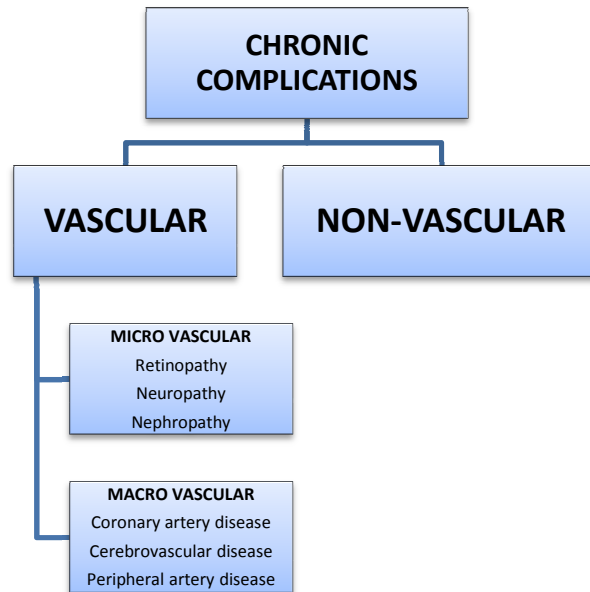 CHRONIC
COMPLICATIONS
VASCULAR
NON-VASCULAR
MICRO VASCULAR
Retinopathy
Neuropathy
Nephropathy
MACRO VASCULAR
Coronary artery disease
Cerebrovascular disease
Peripheral artery disease